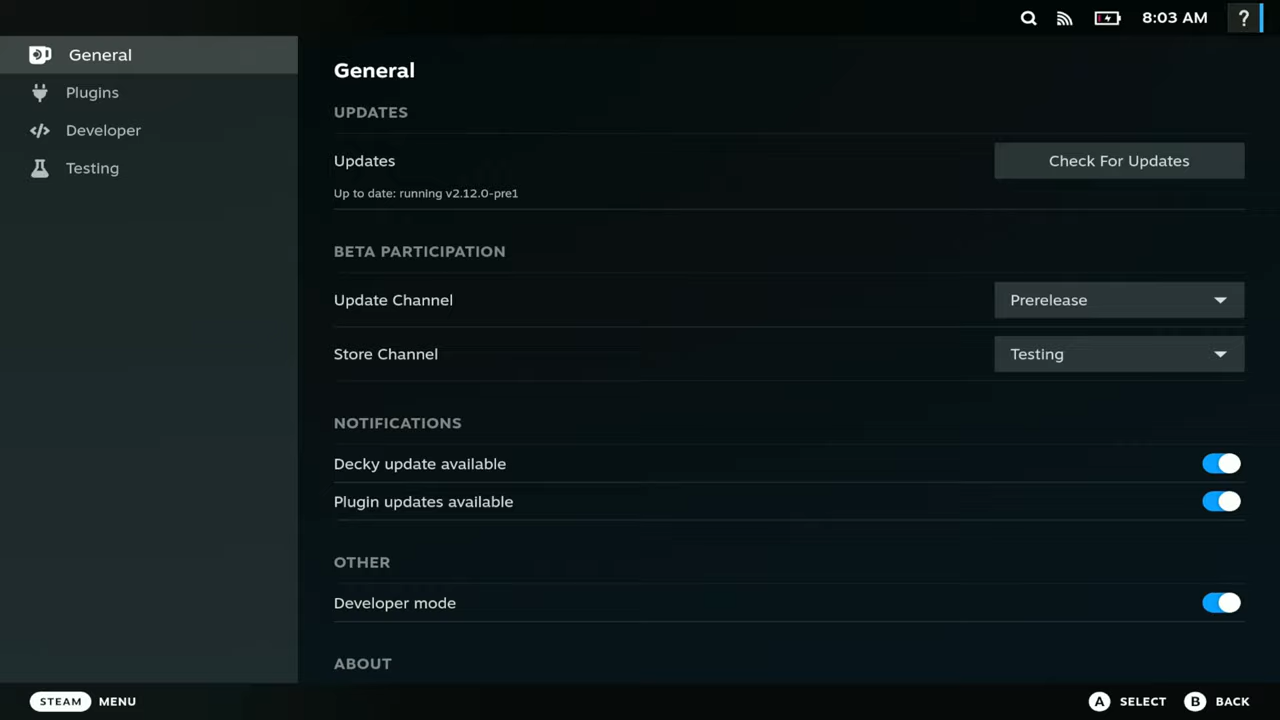 8:03 AM ?
General
Plugins
Developer
Testing
General
UPDATES
Updates
Check For Updates
Up to date: running v2.12.0-pre1
BETA PARTICIPATION
Update Channel
Prerelease
Store Channel
Testing
NOTIFICATIONS
Decky update available
Plugin updates available
OTHER
Developer mode
ABOUT
STEAM MENU
A SELECT B BACK